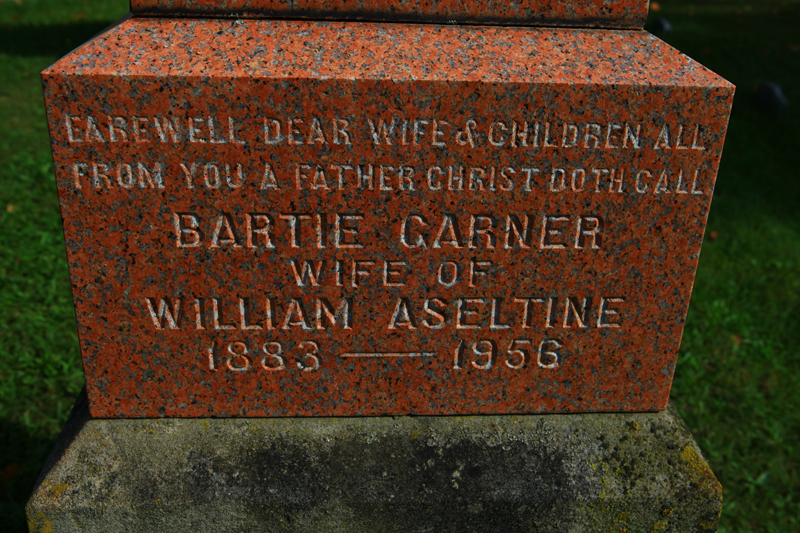 FAREWELL DEAR WIFE & CHILDREN ALL
FROM YOU A FATHER CHRIST DOTH CALL
BARTIE GARNER
WIFE OF
WILLIAM ASELTINE
1883 — 1956